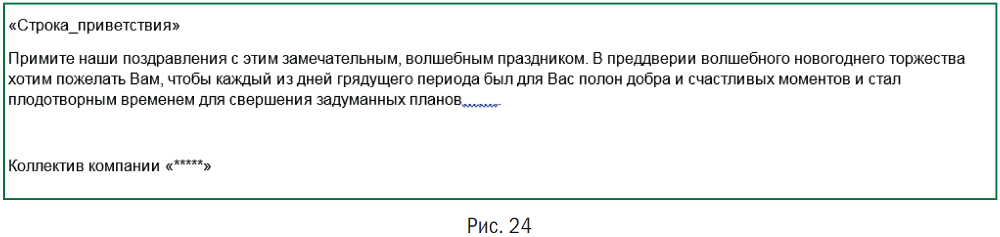 «Строка_приветствия»
Примите наши поздравления с этим замечательным, волшебным праздником. В преддверии волшебного новогоднего торжества
хотим пожелать Вам, чтобы каждый из дней грядущего периода был для Вас полон добра и счастливых моментов и стал
плодотворным временем для свершения задуманных планов .
Коллектив компании «*****»
Рис. 24